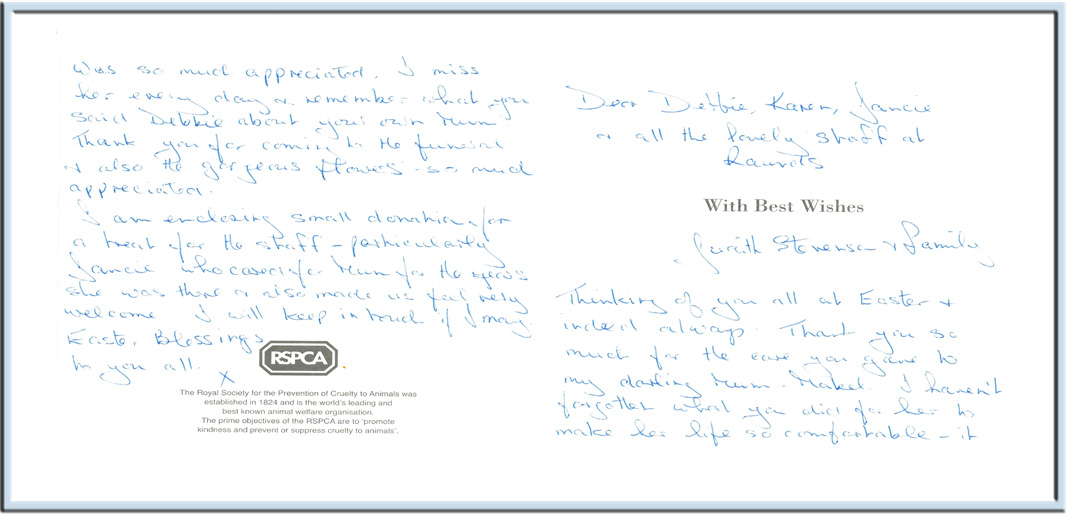 Dear Debbie, Karen, Jancie
& all the lovely staff at
With Best Wishes
Judith Stevenson & Family
Thinking of you all at Easter &
indeed always. Thank you so
much for the care you gave to
my darling Mum - Mabel. I haven't
forgotten what you did for her to
make her life so comfortable - it
was so much appreciated. I miss
her every day & remember what you
said Debbie about your own Mum
Thank you for coming to the funeral
& also the gorgeous flowers - so much
appreciated.
I am enclosing small donation for
a treat for the staff - particularly
Jancie who cared for Mum for the years
she was there & also made us feel very
welcome. I will keep in touch if I may.
Easter Blessings
to you all. X
RSPCA
The Royal Society for the Prevention of Cruelty to Animals was
established in 1824 and is the world's leading and
best known animal welfare organisation.
The prime objectives of the RSPCA are to 'promote
kindness and prevent or suppress cruelty to animals'.